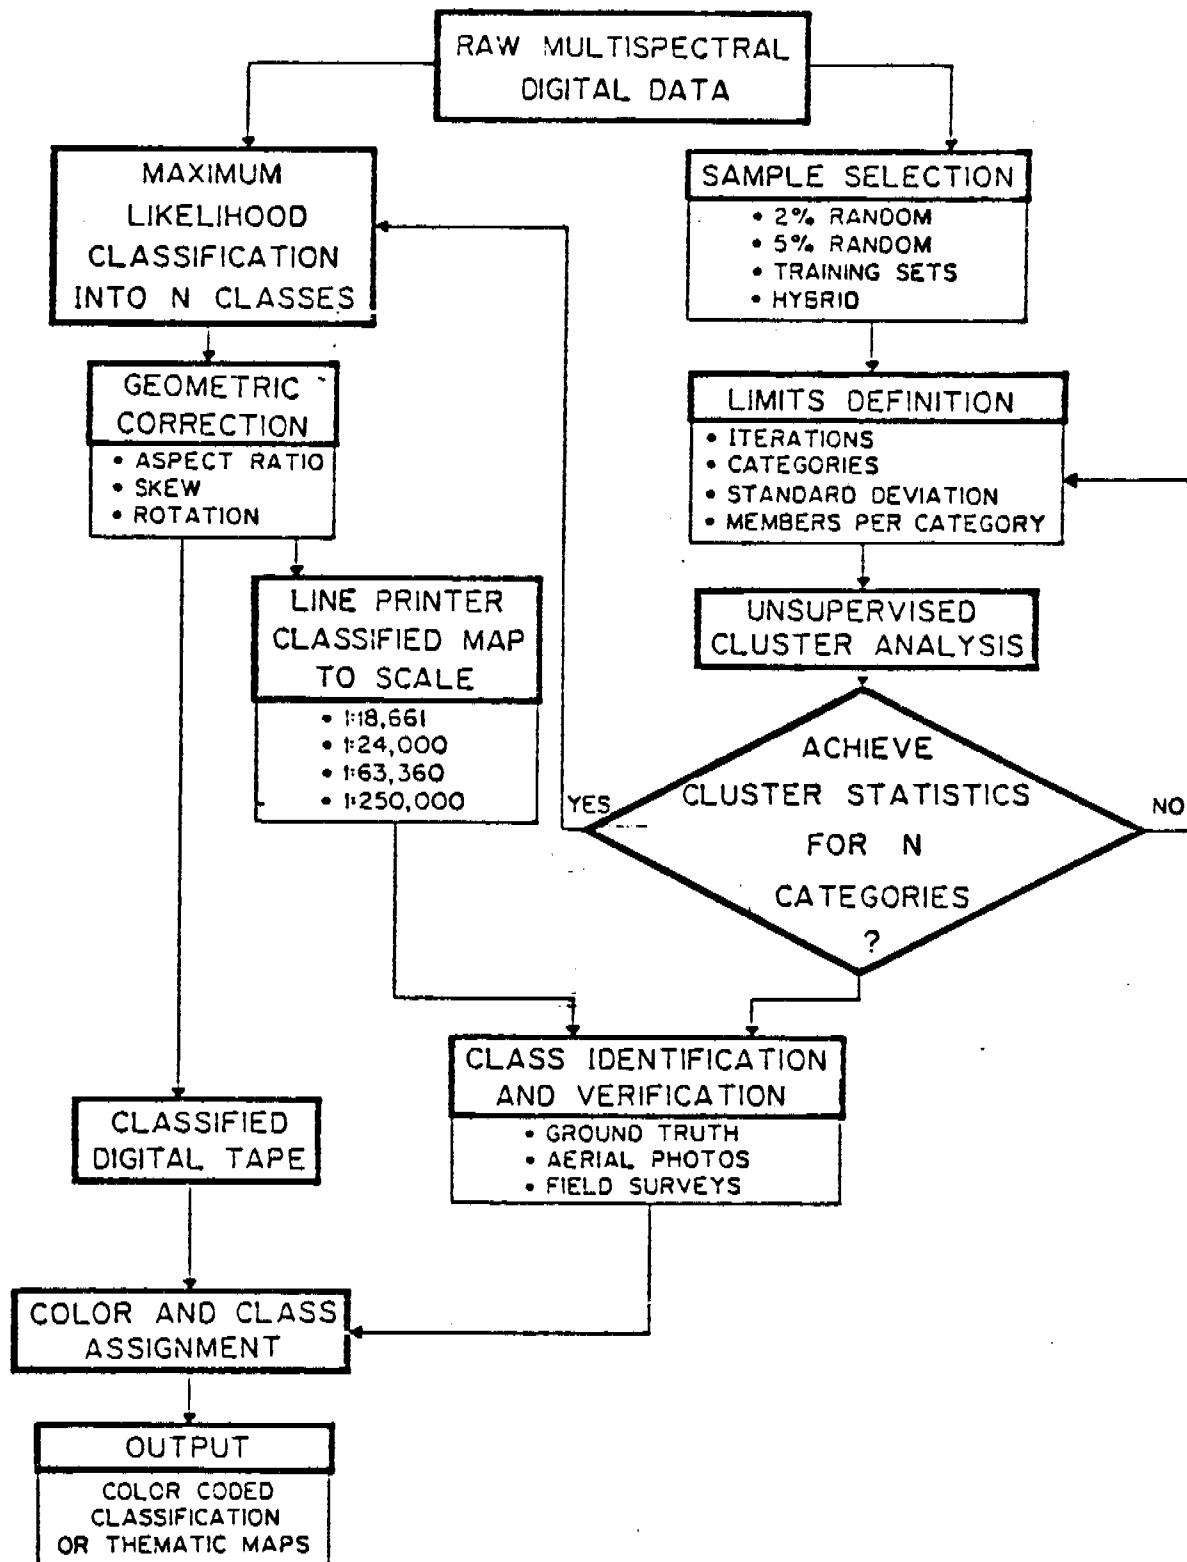 RAW MULTISPECTRAL
DIGITAL DATA
MAXIMUM
LIKELIHOOD
CLASSIFICATION
INTO N CLASSES
SAMPLE SELECTION
• 2% RANDOM
• 5% RANDOM
• TRAINING SETS
• HYBRID
GEOMETRIC
CORRECTION
• ASPECT RATIO
• SKEW
• ROTATION
LIMITS DEFINITION
• ITERATIONS
• CATEGORIES
• STANDARD DEVIATION
• MEMBERS PER CATEGORY
LINE PRINTER
CLASSIFIED MAP
TO SCALE
• 1:18,661
• 1:24,000
• 1:63,360
• 1:250,000
UNSUPERVISED
CLUSTER ANALYSIS
ACHIEVE
CLUSTER STATISTICS
FOR N
CATEGORIES
?
YES
NO
CLASS IDENTIFICATION
AND VERIFICATION
• GROUND TRUTH
• AERIAL PHOTOS
• FIELD SURVEYS
CLASSIFIED
DIGITAL TAPE
COLOR AND CLASS
ASSIGNMENT
OUTPUT
COLOR CODED
CLASSIFICATION
OR THEMATIC MAPS